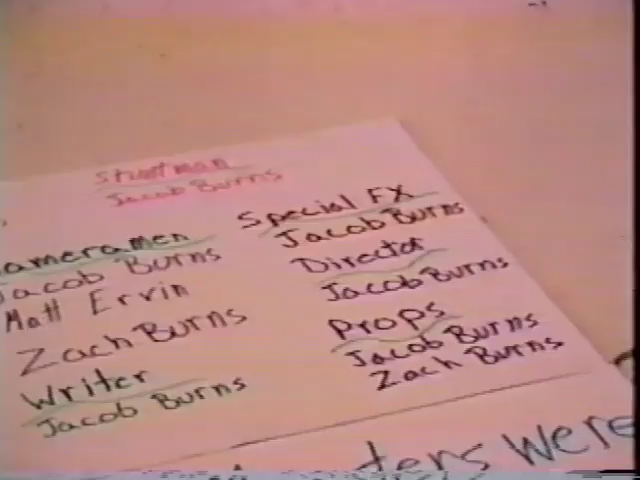 Stuntman
Jacob Burns
ameramen
Jacob Burns
Matt Ervin
Zach Burns
Writer
Jacob Burns
Special FX
Jacob Burns
Director
Jacob Burns
Props
Jacob Burns
Zach Burns
were